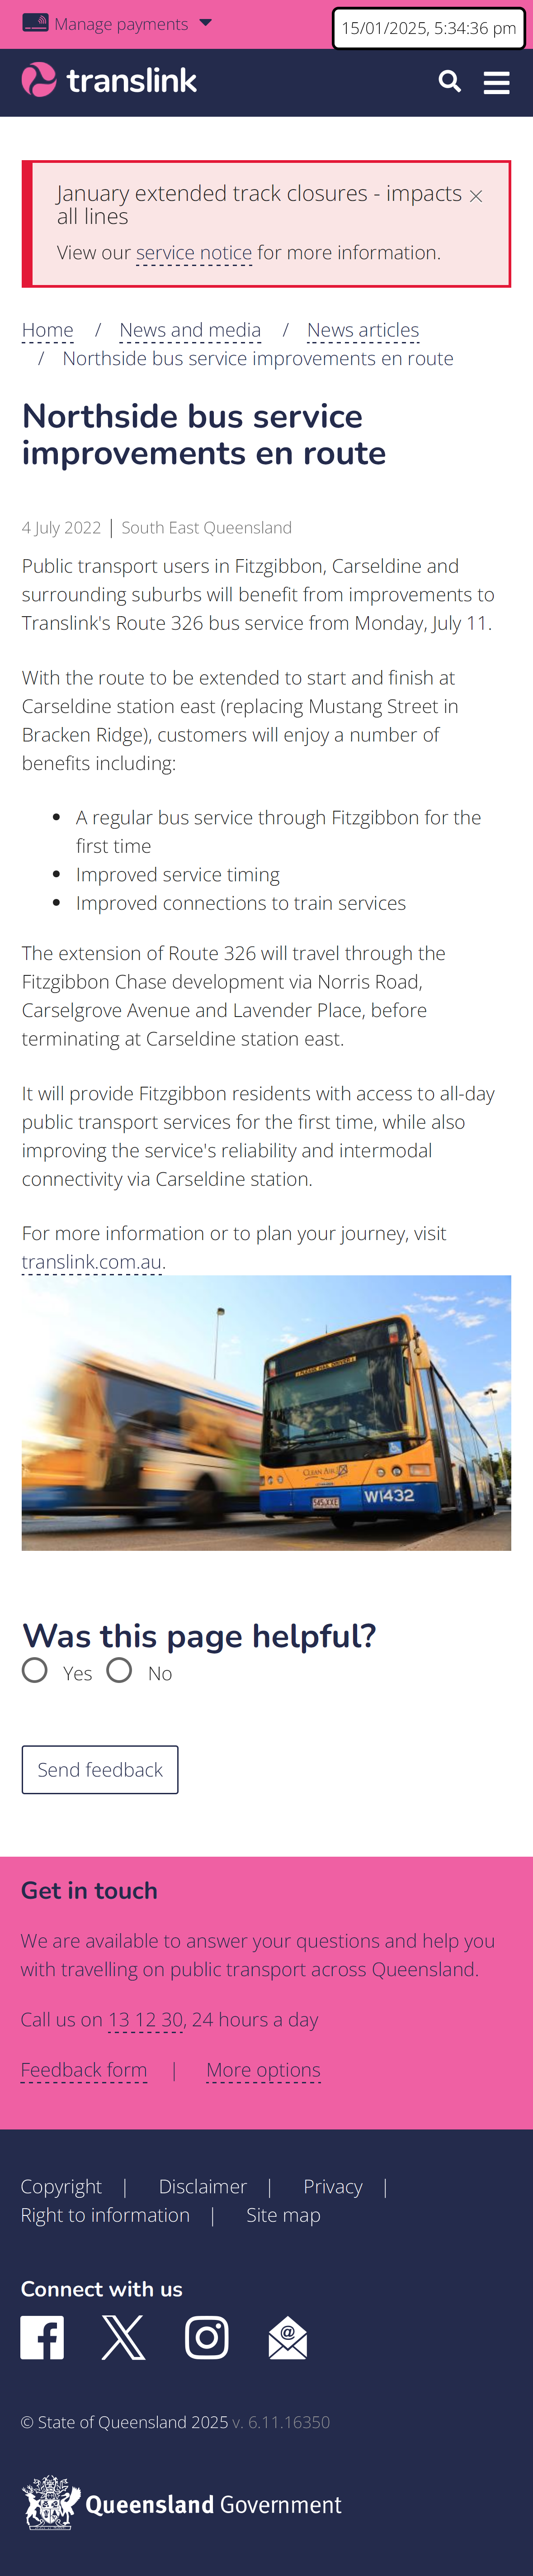 Manage payments
15/01/2025, 5:34:36 pm
translink
January extended track closures - impacts
all lines
View our service notice for more information.
Home / News and media / News articles
/ Northside bus service improvements en route
Northside bus service
improvements en route
4 July 2022 | South East Queensland
Public transport users in Fitzgibbon, Carseldine and
surrounding suburbs will benefit from improvements to
Translink's Route 326 bus service from Monday, July 11.
With the route to be extended to start and finish at
Carseldine station east (replacing Mustang Street in
Bracken Ridge), customers will enjoy a number of
benefits including:
• A regular bus service through Fitzgibbon for the
first time
• Improved service timing
• Improved connections to train services
The extension of Route 326 will travel through the
Fitzgibbon Chase development via Norris Road,
Carselgrove Avenue and Lavender Place, before
terminating at Carseldine station east.
It will provide Fitzgibbon residents with access to all-day
public transport services for the first time, while also
improving the service's reliability and intermodal
connectivity via Carseldine station.
For more information or to plan your journey, visit
translink.com.au.
PLEASE HAIL DRIVER
CLEAN AIR
W1432
Was this page helpful?
Yes No
Send feedback
Get in touch
We are available to answer your questions and help you
with travelling on public transport across Queensland.
Call us on 13 12 30, 24 hours a day
Feedback form | More options
Copyright | Disclaimer | Privacy |
Right to information | Site map
Connect with us
© State of Queensland 2025 v. 6.11.16350
Queensland Government